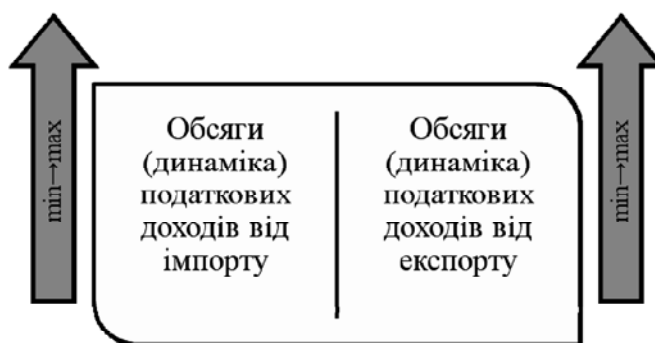 min→max
Обсяги
(динаміка)
податкових
доходів від
імпорту
Обсяги
(динаміка)
податкових
доходів від
експорту
min→max